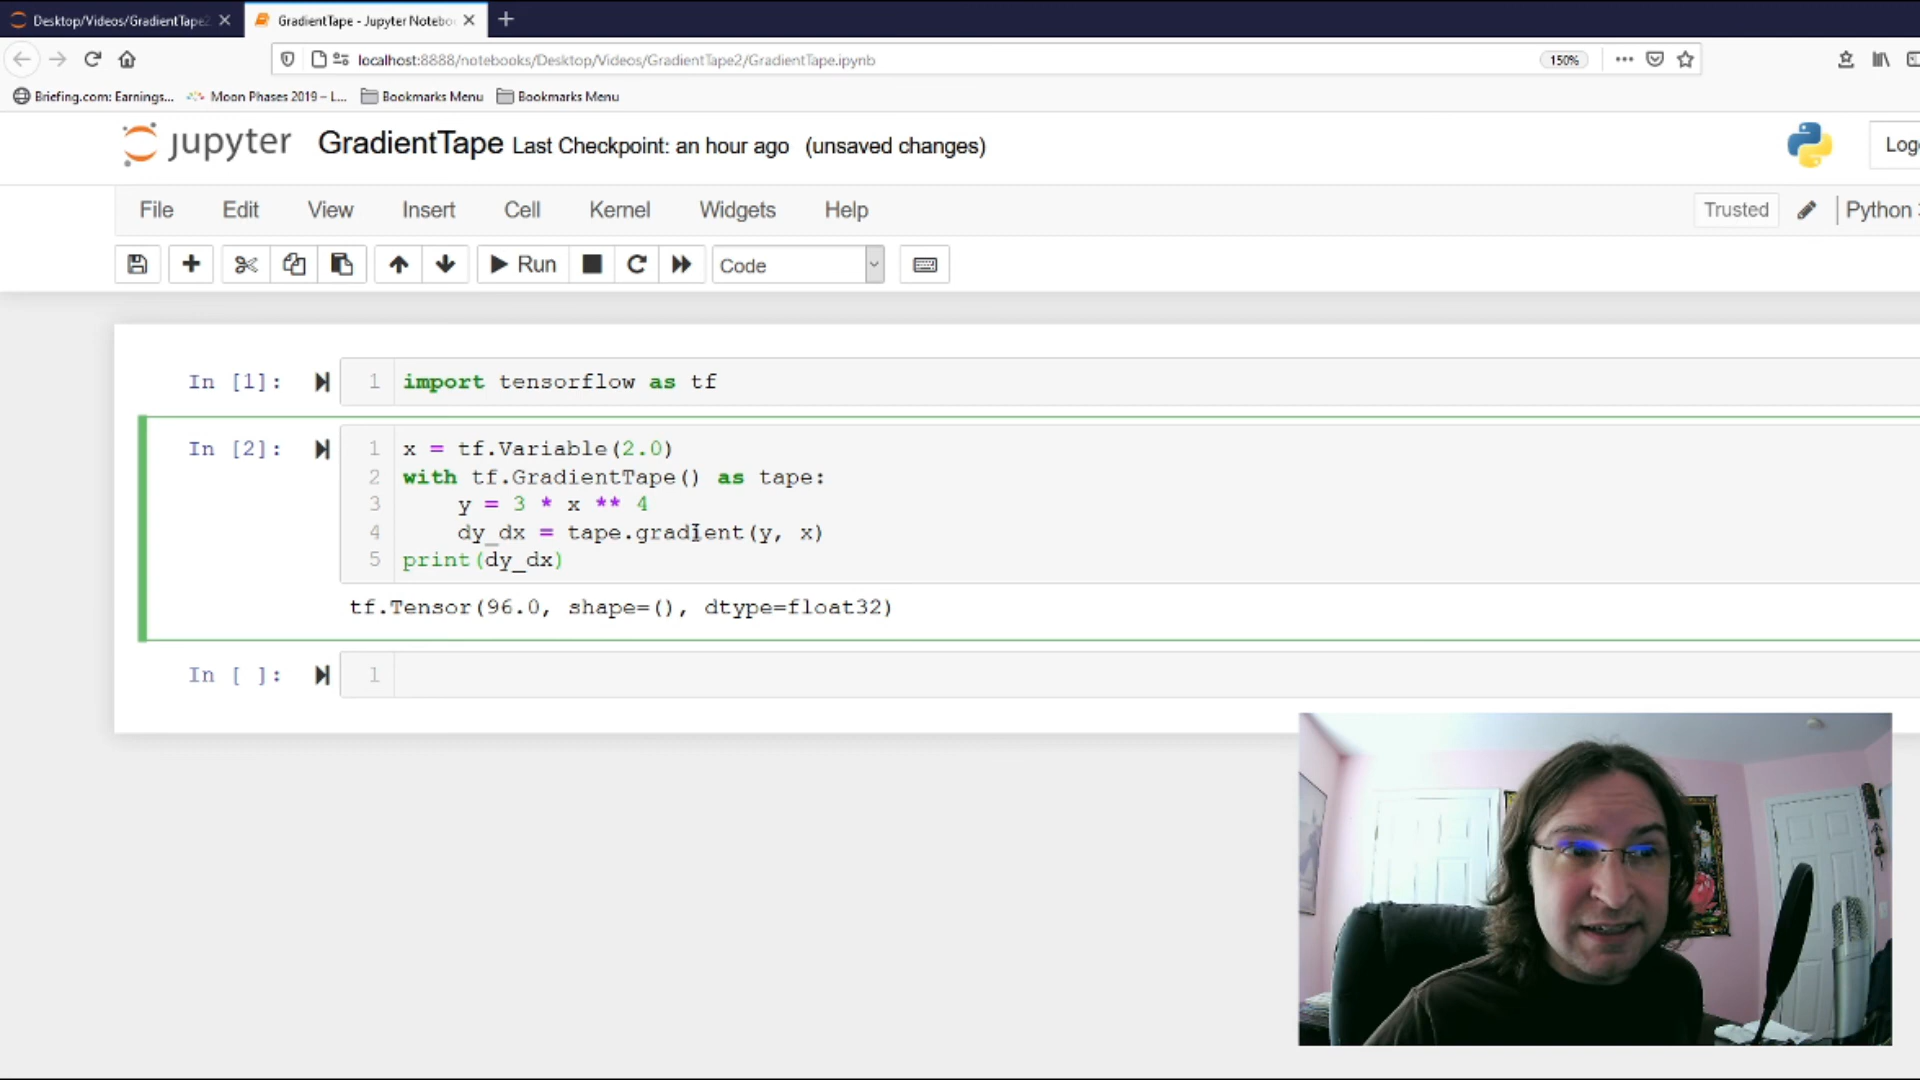 Desktop/Videos/GradientTape2
GradientTape - Jupyter Notebo
localhost:8888/notebooks/Desktop/Videos/GradientTape2/GradientTape.ipynb
150%
Briefing.com: Earnings...
Moon Phases 2019 – L...
Bookmarks Menu
Bookmarks Menu
jupyter
GradientTape Last Checkpoint: an hour ago (unsaved changes)
Log
File
Edit
View
Insert
Cell
Kernel
Widgets
Help
Trusted
Python
Run
Code
In [1]:
1 import tensorflow as tf
In [2]:
1 x = tf.Variable(2.0)
2 with tf.GradientTape() as tape:
3 y = 3 * x ** 4
4 dy_dx = tape.gradient(y, x)
5 print(dy_dx)
tf.Tensor(96.0, shape=(), dtype=float32)
In [ ]:
1